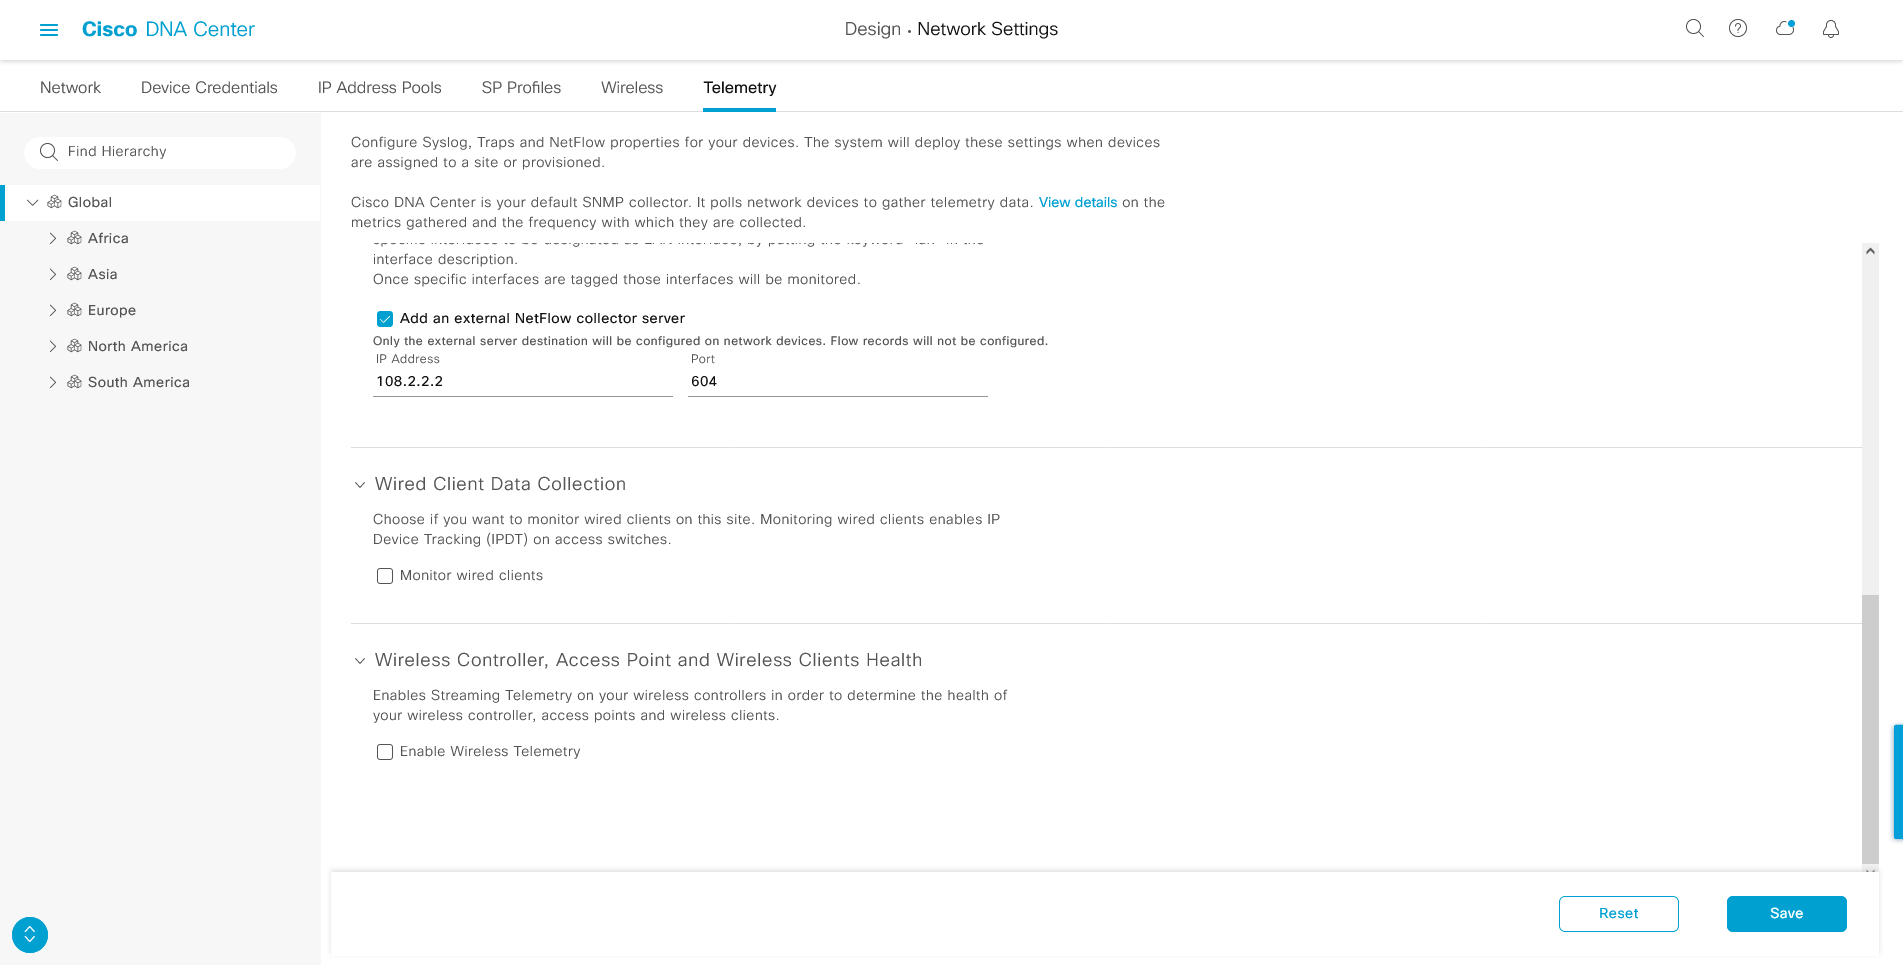 Cisco DNA Center
Design • Network Settings
Network
Device Credentials
IP Address Pools
SP Profiles
Wireless
Telemetry
Find Hierarchy
Global
Africa
Asia
Europe
North America
South America
Configure Syslog, Traps and NetFlow properties for your devices. The system will deploy these settings when devices
are assigned to a site or provisioned.
Cisco DNA Center is your default SNMP collector. It polls network devices to gather telemetry data. View details on the
metrics gathered and the frequency with which they are collected.
interface description.
Once specific interfaces are tagged those interfaces will be monitored.
Add an external NetFlow collector server
Only the external server destination will be configured on network devices. Flow records will not be configured.
IP Address
Port
108.2.2.2
604
Wired Client Data Collection
Choose if you want to monitor wired clients on this site. Monitoring wired clients enables IP
Device Tracking (IPDT) on access switches.
Monitor wired clients
Wireless Controller, Access Point and Wireless Clients Health
Enables Streaming Telemetry on your wireless controllers in order to determine the health of
your wireless controller, access points and wireless clients.
Enable Wireless Telemetry
Reset
Save